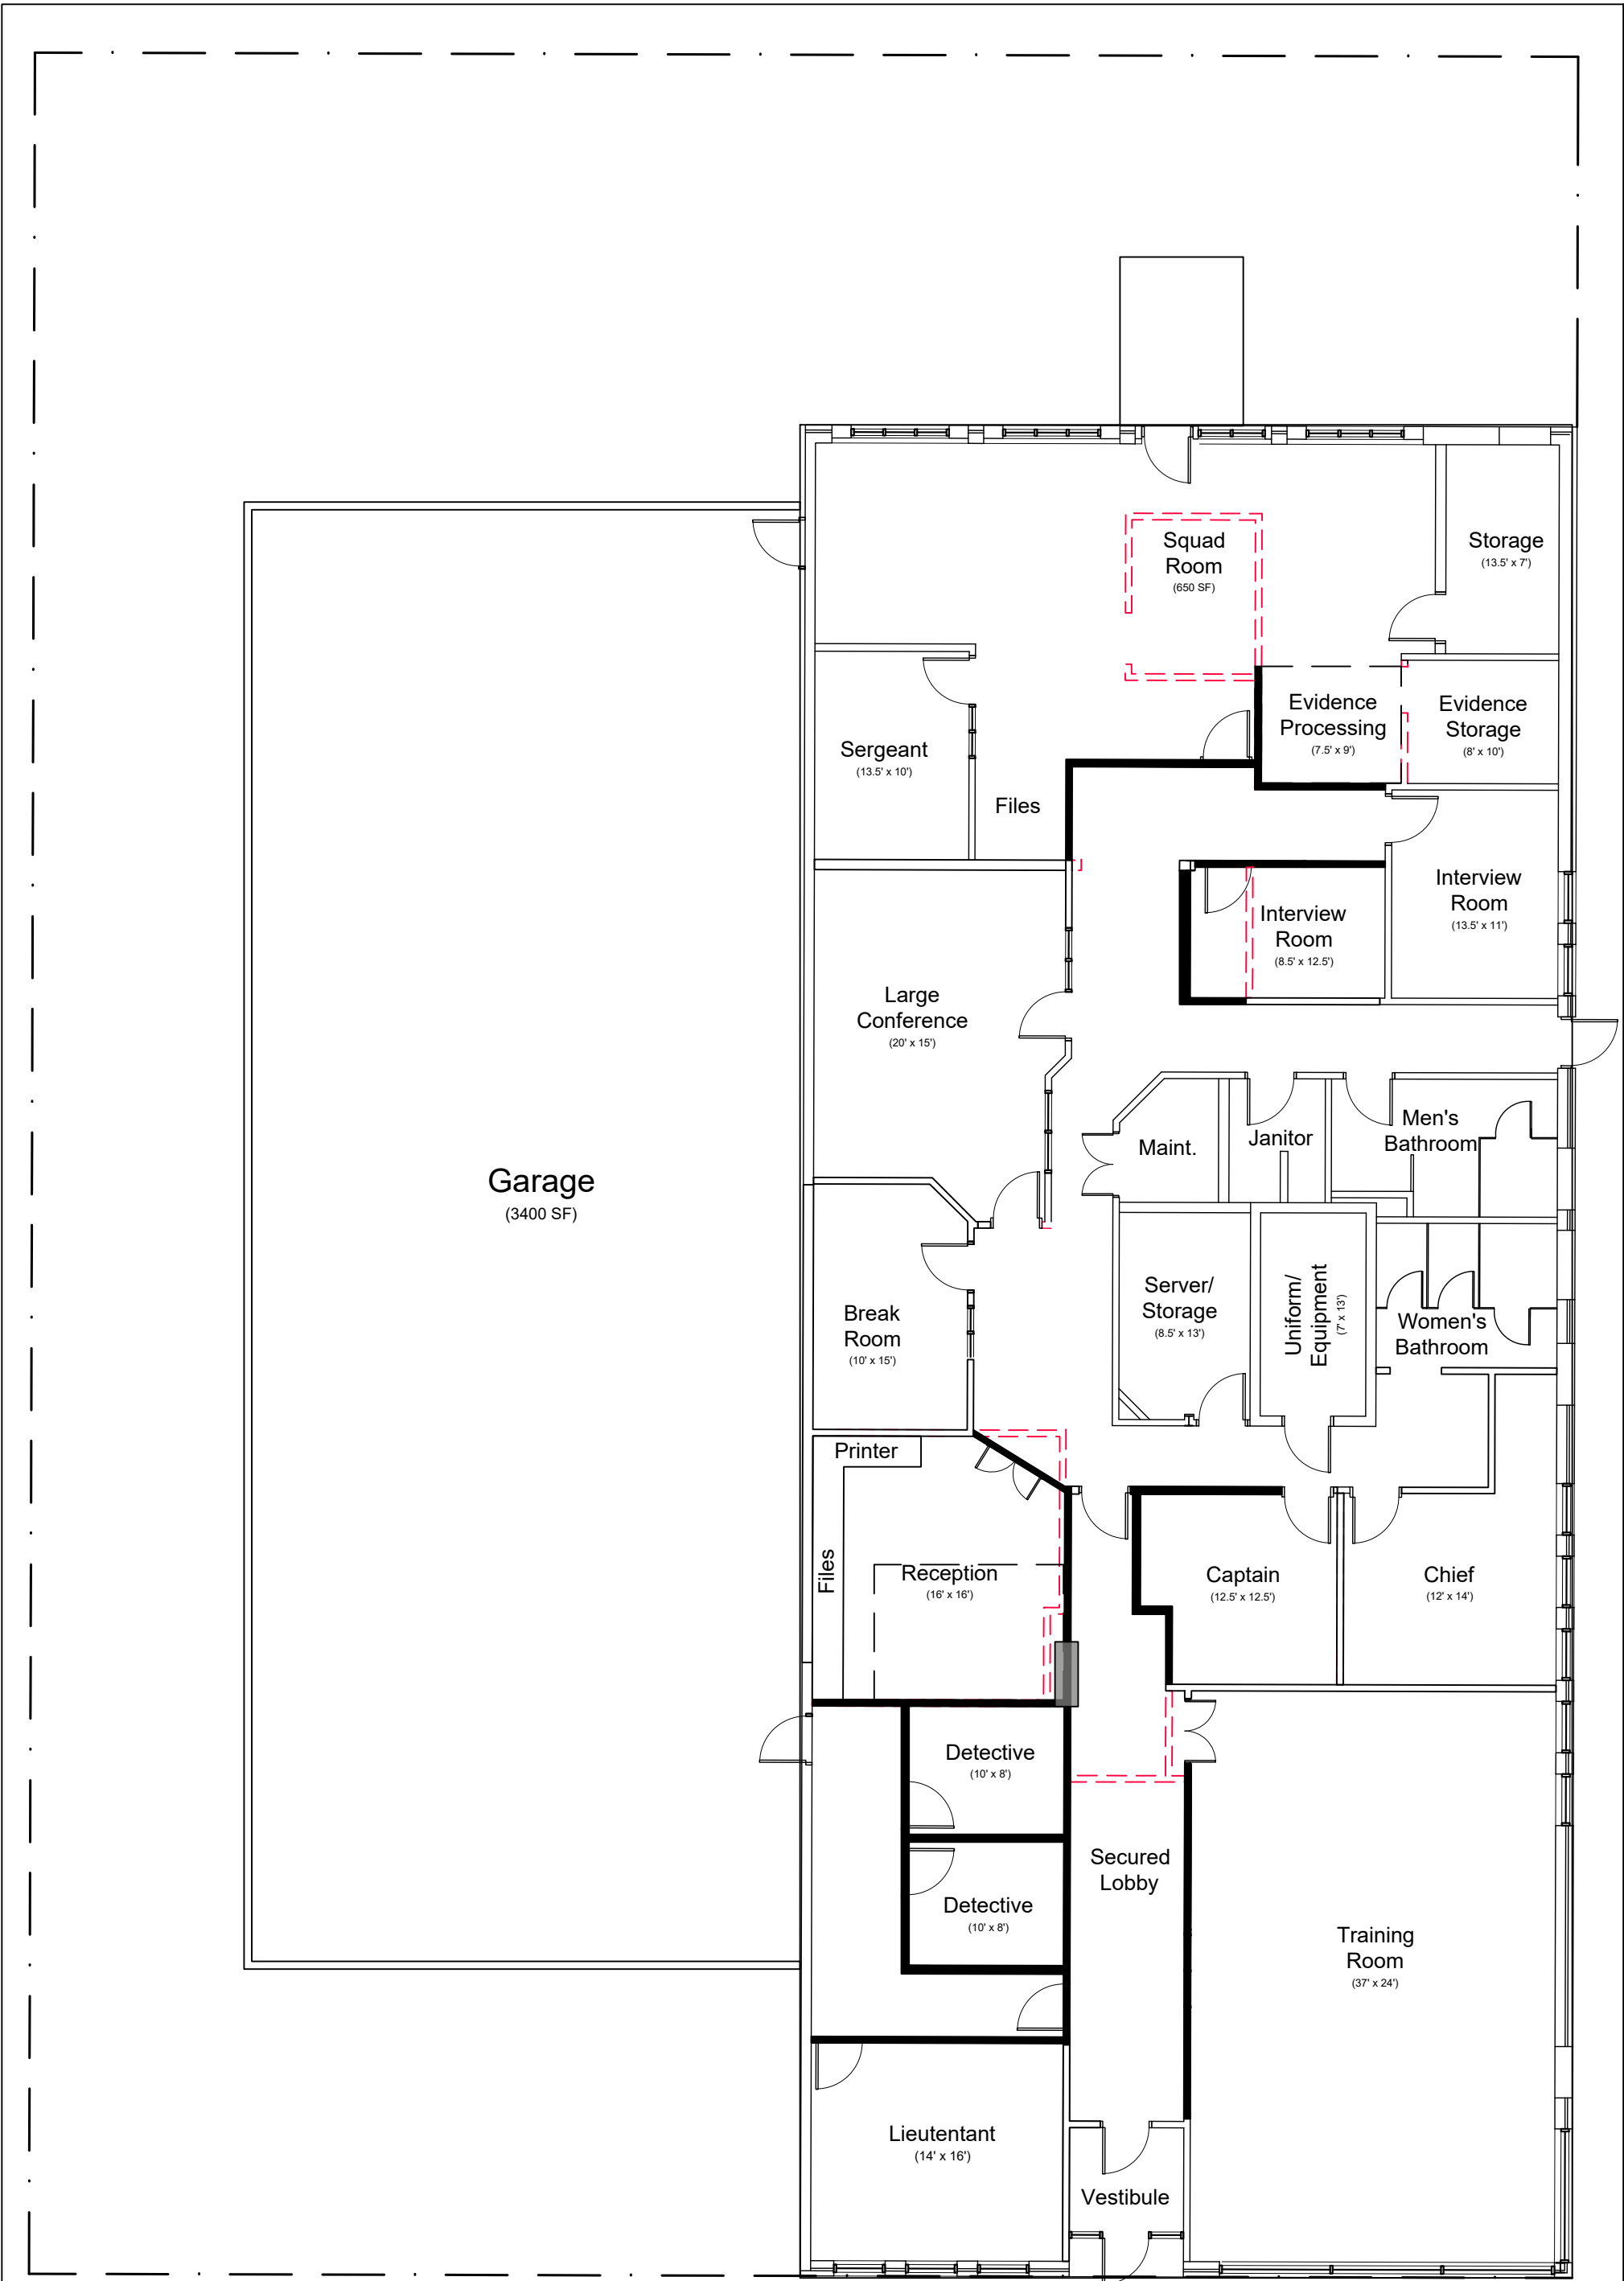 Squad
Room
(650 SF)
Storage
(13.5' x 7')
Evidence
Processing
(7.5' x 9')
Evidence
Storage
(8' x 10')
Sergeant
(13.5' x 10')
Files
Interview
Room
(13.5' x 11')
Interview
Room
(8.5' x 12.5')
Large
Conference
(20' x 15')
Men's
Bathroom
Janitor
Maint.
Garage
(3400 SF)
Server/
Storage
(8.5' x 13')
Uniform/
Equipment
(7' x 13')
Women's
Bathroom
Break
Room
(10' x 15')
Printer
Files
Reception
(16' x 16')
Captain
(12.5' x 12.5')
Chief
(12' x 14')
Detective
(10' x 8')
Secured
Lobby
Detective
(10' x 8')
Training
Room
(37' x 24')
Lieutentant
(14' x 16')
Vestibule